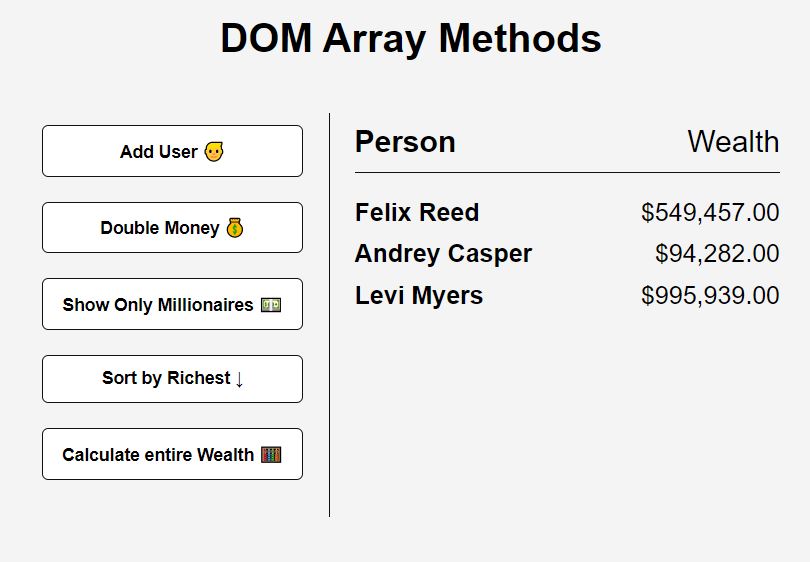 DOM Array Methods
Add User 👱
Double Money 💰
Show Only Millionaires 💵
Sort by Richest ↓
Calculate entire Wealth 🧮
Person Wealth
Felix Reed $549,457.00
Andrey Casper $94,282.00
Levi Myers $995,939.00